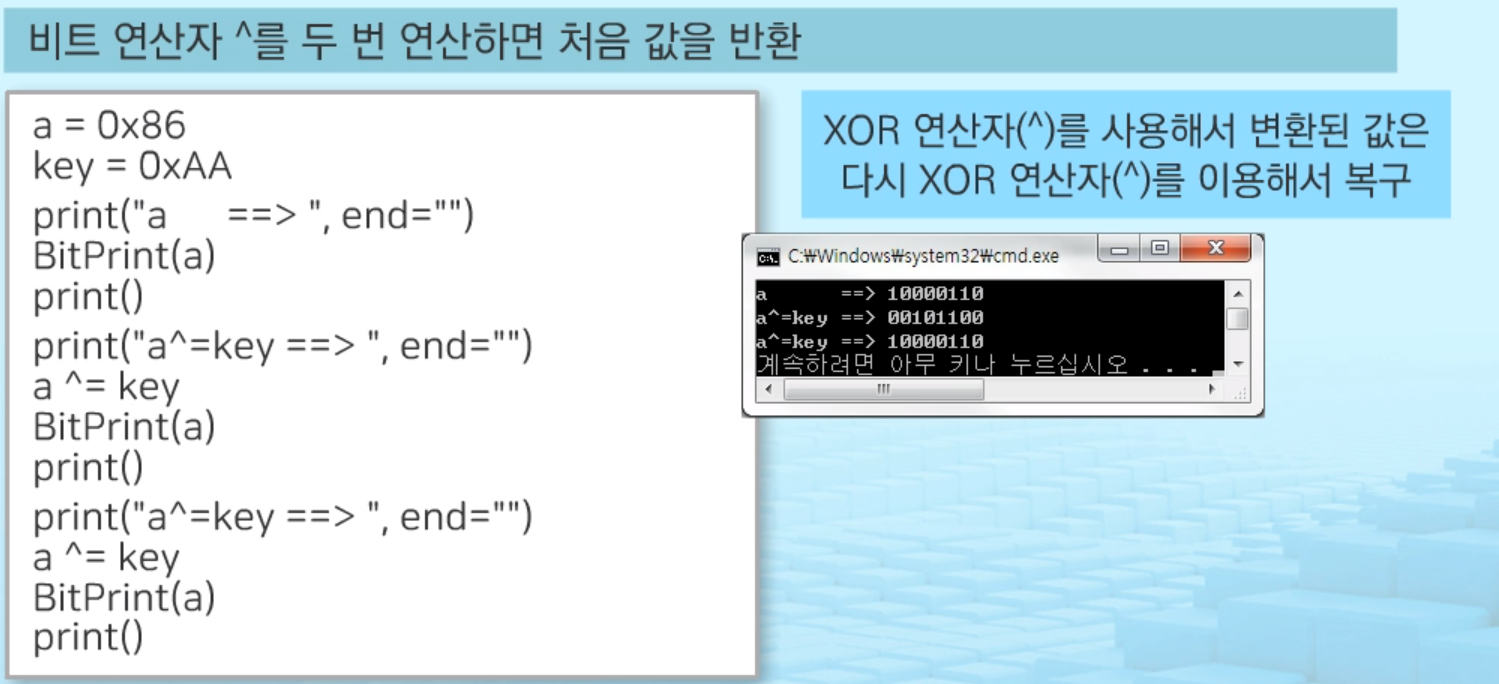 비트 연산자 ^를 두 번 연산하면 처음 값을 반환
a = 0x86
key = 0xAA
print("a      ==> ", end="")
BitPrint(a)
print()
print("a^=key ==> ", end="")
a ^= key
BitPrint(a)
print()
print("a^=key ==> ", end="")
a ^= key
BitPrint(a)
print()
XOR 연산자(^)를 사용해서 변환된 값은
다시 XOR 연산자(^)를 이용해서 복구
C:\.
C:₩Windows₩system32₩cmd.exe
a      ==> 10000110
a^=key ==> 00101100
a^=key ==> 10000110
계속하려면 아무 키나 누르십시오 . . .